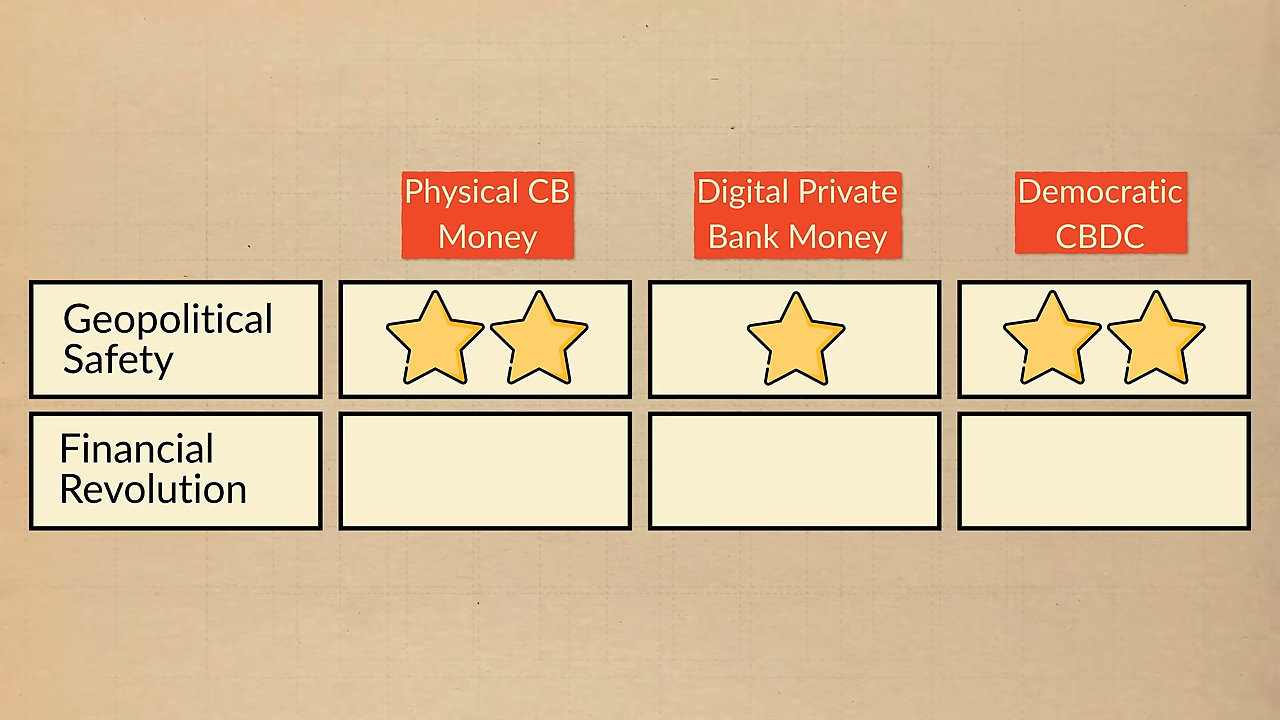 Physical CB
Money
Digital Private
Bank Money
Democratic
CBDC
Geopolitical
Safety
Financial
Revolution